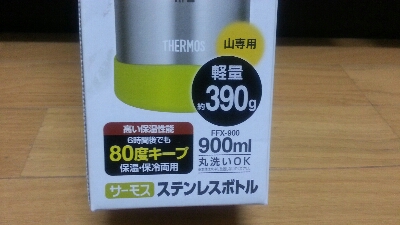 THERMOS
山専用
軽量
約390g
高い保温性能
6時間後でも
80度キープ
保温・保冷両用
FFX-900
900ml
丸洗いOK
サーモス ステンレスボトル